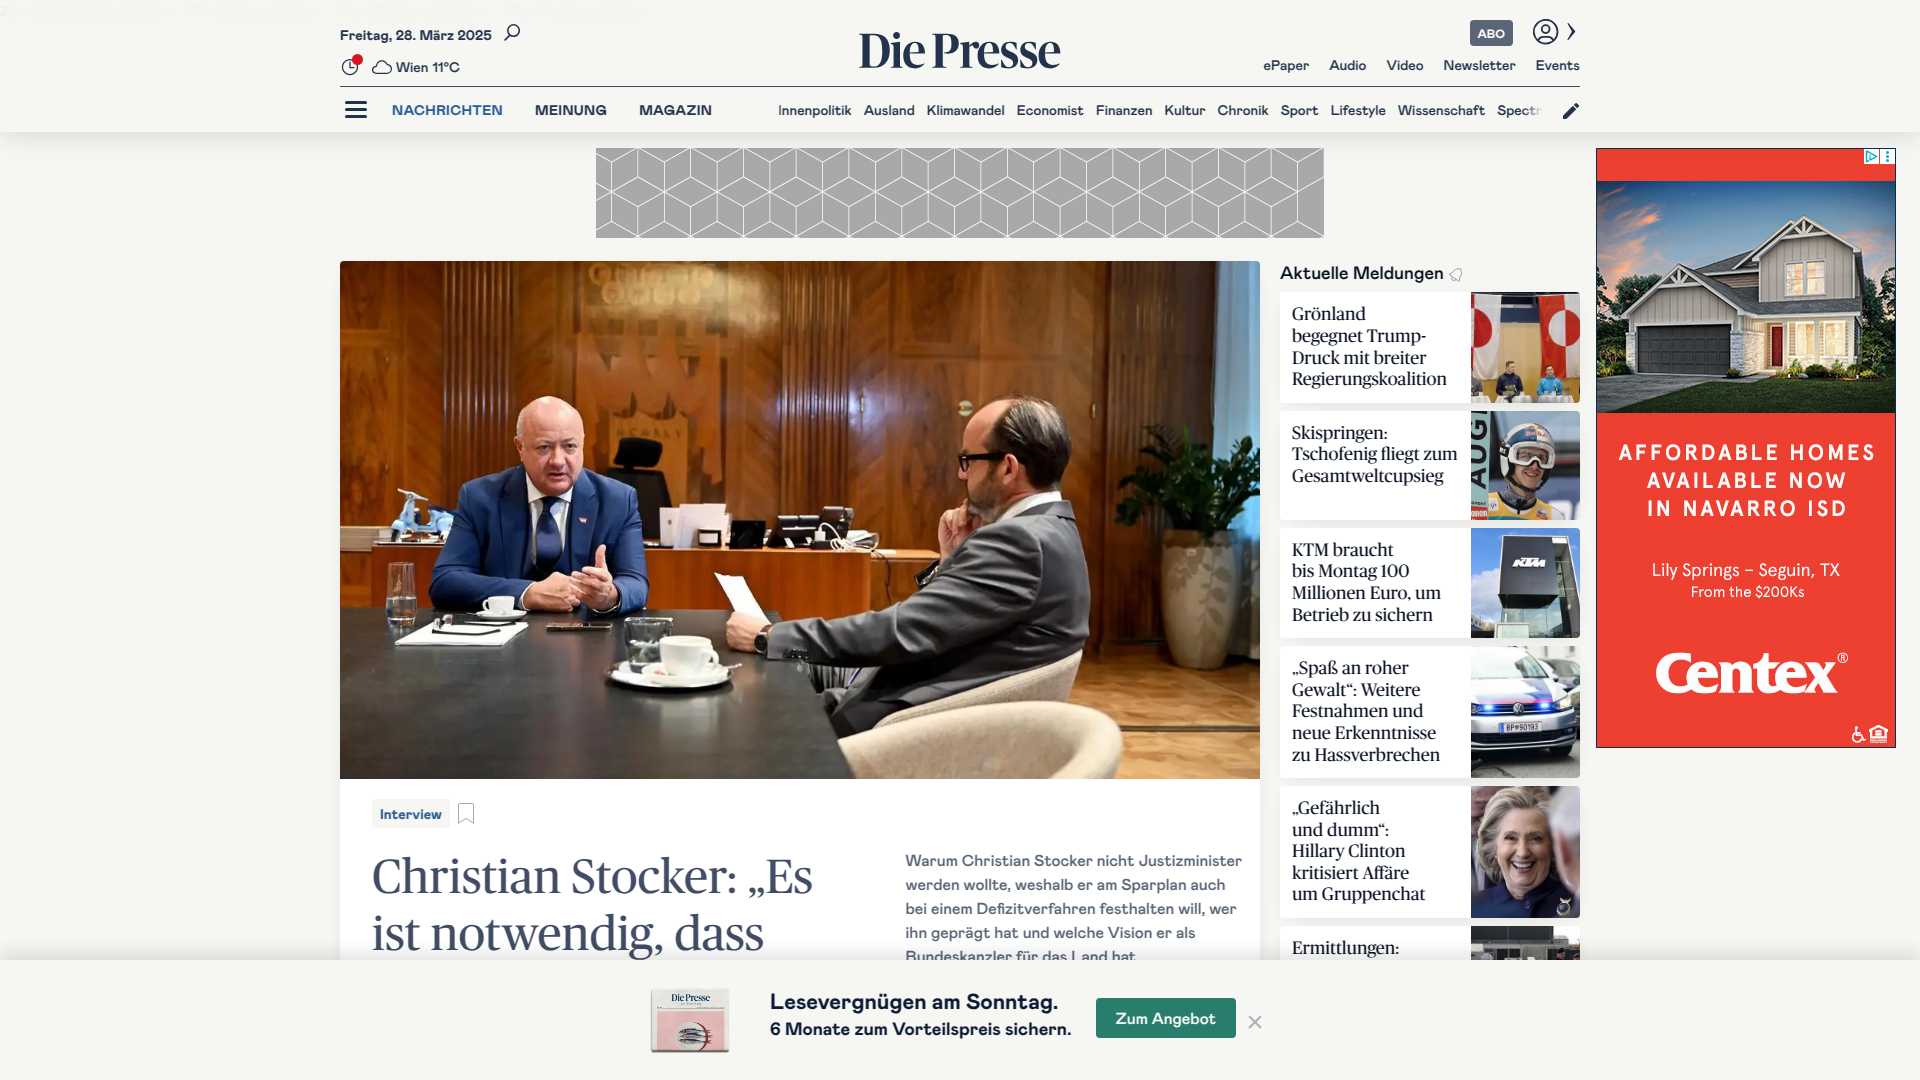 Freitag, 28. März 2025
Wien 11°C
Die Presse
ABO
ePaper Audio Video Newsletter Events
NACHRICHTEN MEINUNG MAGAZIN
Innenpolitik Ausland Klimawandel Economist Finanzen Kultur Chronik Sport Lifestyle Wissenschaft Spectr
Interview
Christian Stocker: „Es
ist notwendig, dass
Warum Christian Stocker nicht Justizminister
werden wollte, weshalb er am Sparplan auch
bei einem Defizitverfahren festhalten will, wer
ihn geprägt hat und welche Vision er als
Bundeskanzler für das Land hat
Aktuelle Meldungen
Grönland
begegnet Trump-
Druck mit breiter
Regierungskoalition
Skispringen:
Tschofenig fliegt zum
Gesamtweltcupsieg
AUGI
KTM braucht
bis Montag 100
Millionen Euro, um
Betrieb zu sichern
KTM
„Spaß an roher
Gewalt“: Weitere
Festnahmen und
neue Erkenntnisse
zu Hassverbrechen
BP 90193
„Gefährlich
und dumm“:
Hillary Clinton
kritisiert Affäre
um Gruppenchat
Ermittlungen:
AFFORDABLE HOMES
AVAILABLE NOW
IN NAVARRO ISD
Lily Springs – Seguin, TX
From the $200Ks
Centex®
Die Presse
Lesevergnügen am Sonntag.
6 Monate zum Vorteilspreis sichern.
Zum Angebot